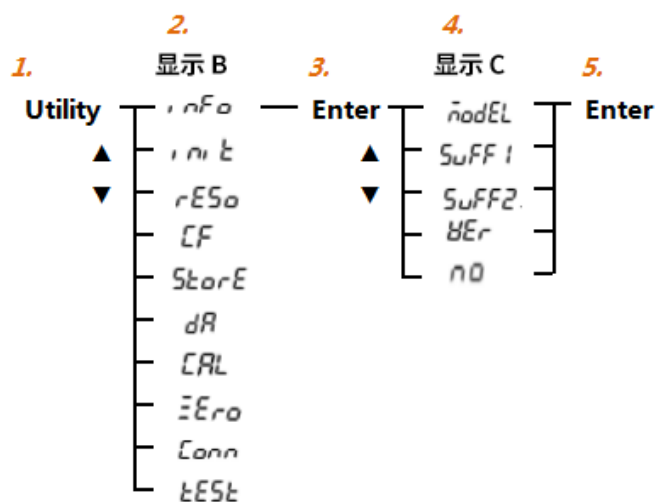 2. 4.
1. 显示 B 3. 显示 C 5.
Utility inFo Enter modEL Enter
▲ init ▲ SuFF1
▼ rESo ▼ SuFF2.
CF VEr
StorE no
dA
CAL
ZEro
Conn
tESt